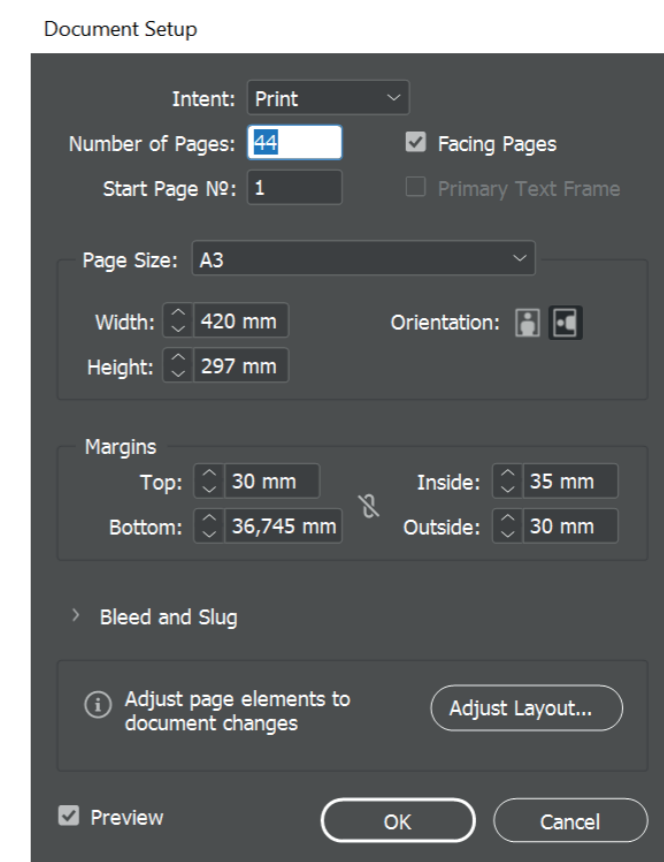 Document Setup
Intent: Print
Number of Pages: 44
Facing Pages
Start Page Nº: 1
Primary Text Frame
Page Size: A3
Width: 420 mm
Orientation:
Height: 297 mm
Margins
Top: 30 mm
Inside: 35 mm
Bottom: 36,745 mm
Outside: 30 mm
Bleed and Slug
Adjust page elements to
document changes
Adjust Layout...
Preview
OK
Cancel